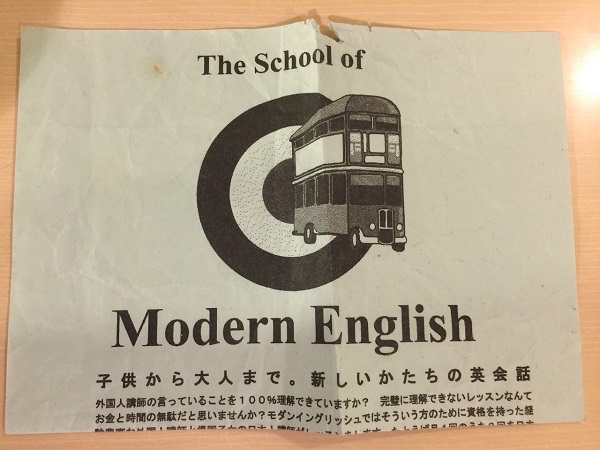 The School of
Modern English
子供から大人まで。新しいかたちの英会話
外国人講師の言っていることを100%理解できていますか? 完璧に理解できないレッスンなんて
お金と時間の無駄だと思いませんか?モダンイングリッシュではそういう方のために資格を持った経